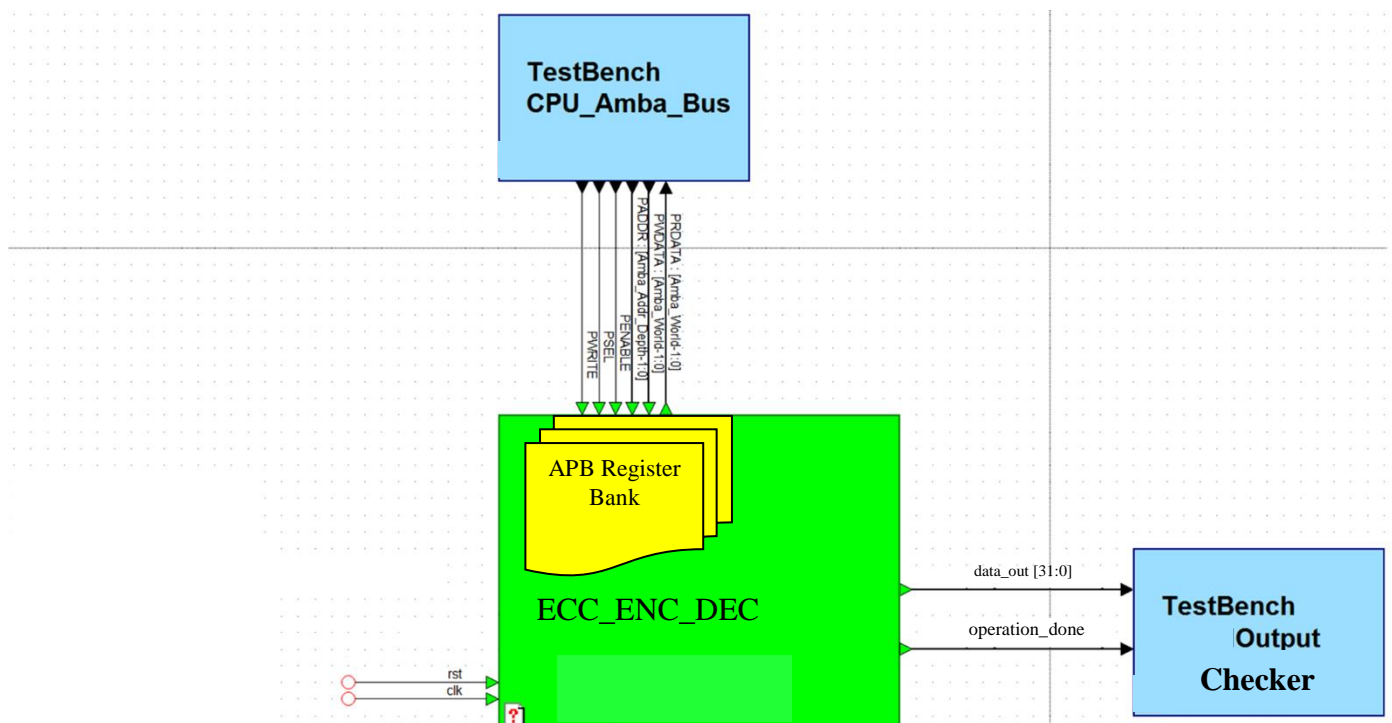 TestBench
CPU_Amba_Bus
PWRITE
PSEL
PENABLE
PADDR : [Amba_Addr_Depth-1:0]
PWDATA : [Amba_World-1:0]
PRDATA : [Amba_World-1:0]
APB Register
Bank
ECC_ENC_DEC
data_out [31:0]
operation_done
TestBench
Output
Checker
rst
clk
?